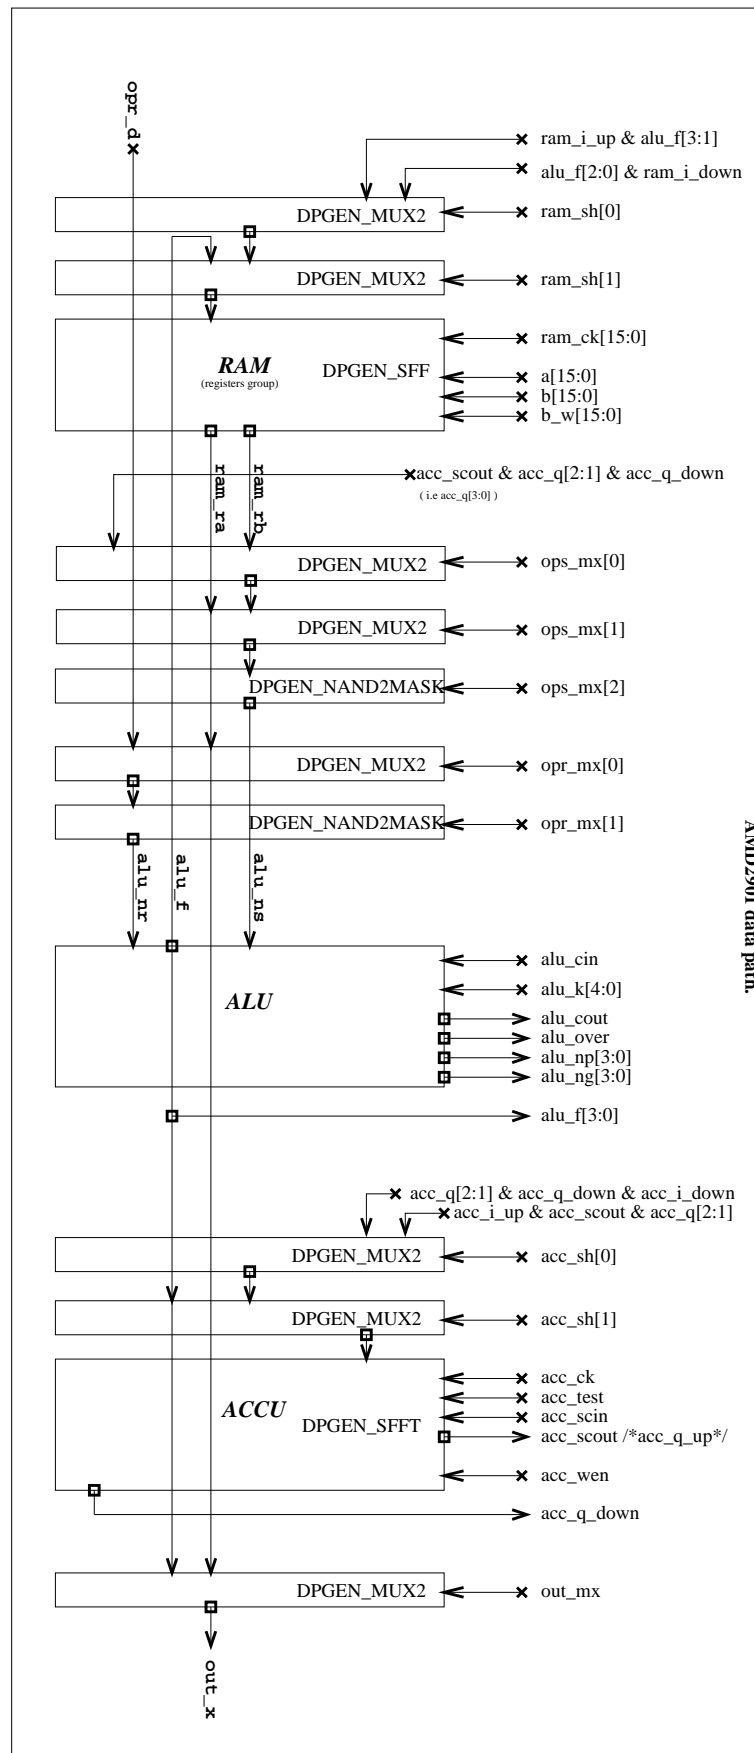 opr_d
ram_i_up & alu_f[3:1]
alu_f[2:0] & ram_i_down
DPGEN_MUX2
ram_sh[0]
DPGEN_MUX2
ram_sh[1]
RAM
(registers group)
DPGEN_SFF
ram_ck[15:0]
a[15:0]
b[15:0]
b_w[15:0]
ram_ra
ram_rb
acc_scout & acc_q[2:1] & acc_q_down
( i.e acc_q[3:0] )
DPGEN_MUX2
ops_mx[0]
DPGEN_MUX2
ops_mx[1]
DPGEN_NAND2MASK
ops_mx[2]
DPGEN_MUX2
opr_mx[0]
DPGEN_NAND2MASK
opr_mx[1]
alu_nr
alu_f
alu_ns
AMD2901 data path.
ALU
alu_cin
alu_k[4:0]
alu_cout
alu_over
alu_np[3:0]
alu_ng[3:0]
alu_f[3:0]
acc_q[2:1] & acc_q_down & acc_i_down
acc_i_up & acc_scout & acc_q[2:1]
DPGEN_MUX2
acc_sh[0]
DPGEN_MUX2
acc_sh[1]
ACCU
DPGEN_SFFT
acc_ck
acc_test
acc_scin
acc_scout /*acc_q_up*/
acc_wen
acc_q_down
DPGEN_MUX2
out_mx
out_x